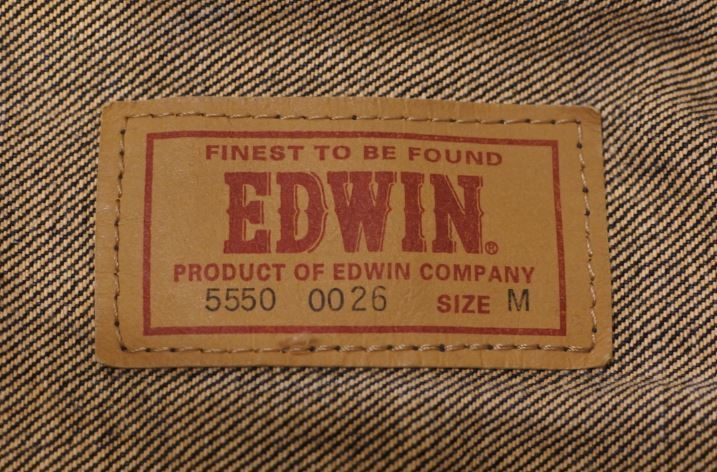 FINEST TO BE FOUND
EDWIN®
PRODUCT OF EDWIN COMPANY
5550 0026 SIZE M